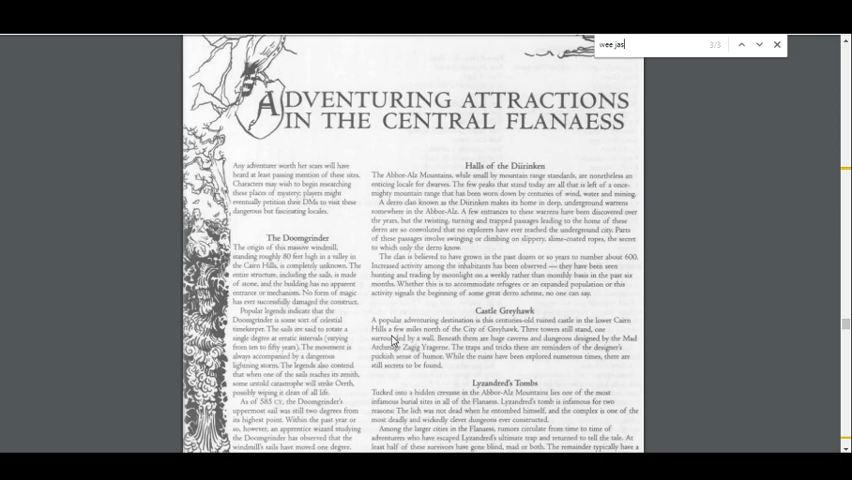 wee jas
3/3
ADVENTURING ATTRACTIONS
IN THE CENTRAL FLANAESS
Any adventurer worth her scars will have
heard at least passing mention of these sites.
Characters may wish to begin researching
these places of mystery; players might
eventually petition their DMs to visit these
dangerous but fascinating locales.
The Doomgrinder
The origin of this massive windmill,
standing roughly 80 feet high in a valley in
the Cairn Hills, is completely unknown. The
entire structure, including the sails, is made
of stone, and the building has no apparent
entrance or mechanism. No form of magic
has ever successfully damaged the construct.
Popular legends indicate that the
Doomgrinder is some sort of celestial
timekeeper. The sails are said to rotate a
single degree at erratic intervals (varying
from ten to fifty years). The movement is
always accompanied by a dangerous
lightning storm. The legends also contend
that when one of the sails reaches its zenith,
some untold catastrophe will strike Oerth,
possibly wiping it clean of all life.
As of 585 CY, the Doomgrinder's
uppermost sail was still two degrees from
its highest point. Within the past year or
so, however, an apprentice wizard studying
the Doomgrinder has observed that the
windmill's sails have moved one degree.
Halls of the Diirinken
The Abbor-Alz Mountains, while small by mountain range standards, are nonetheless an
enticing locale for dwarves. The few peaks that stand today are all that is left of a once-
mighty mountain range that has been worn down by centuries of wind, water and mining.
A derro clan known as the Diirinken makes its home in deep, underground warrens
somewhere in the Abbor-Alz. A few entrances to these warrens have been discovered over
the years, but the twisting, turning and trapped passages leading to the home of these
derro are so convoluted that no explorers have ever reached the underground city. Parts
of these passages involve swinging or climbing on slippery, slime-coated ropes, the secret
to which only the derro know.
The clan is believed to have grown in the past dozen or so years to number about 600.
Increased activity among the inhabitants has been observed — they have been seen
hunting and trading by moonlight on a weekly rather than monthly basis in the past six
months. Whether this is to accommodate refugees or an expanded population or this
activity signals the beginning of some great derro scheme, no one can say.
Castle Greyhawk
A popular adventuring destination is this centuries-old ruined castle in the lower Cairn
Hills a few miles north of the City of Greyhawk. Three towers still stand, one
surrounded by a wall. Beneath them are huge caverns and dungeons designed by the Mad
Archmage Zagig Yragerne. The traps and tricks there are reminders of the designer's
puckish sense of humor. While the ruins have been explored numerous times, there are
still secrets to be found.
Lyzandred's Tombs
Tucked into a hidden crevasse in the Abbor-Alz Mountains lies one of the most
infamous burial sites in all of the Flanaess. Lyzandred's tomb is infamous for two
reasons: The lich was not dead when he entombed himself, and the complex is one of the
most deadly and wickedly clever dungeons ever constructed.
Among the larger cities in the Flanaess, rumors circulate from time to time of
adventurers who have escaped Lyzandred's ultimate trap and returned to tell the tale. At
least half of these survivors have gone blind, mad or both. The remainder typically have a